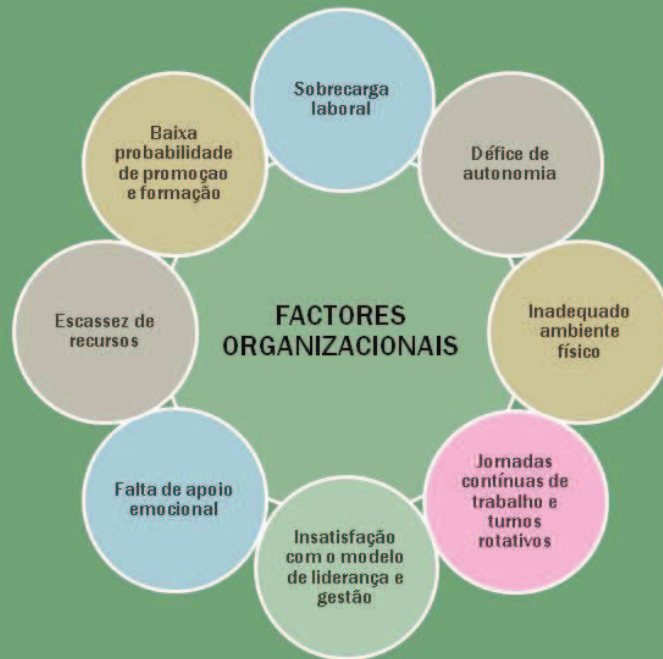 Sobrecarga
laboral
Défice de
autonomia
Inadequado
ambiente
físico
Jornadas
contínuas de
trabalho e
turnos
rotativos
Insatisfação
com o modelo
de liderança e
gestão
Falta de apoio
emocional
Escassez de
recursos
Baixa
probabilidade
de promoçao
e formação
FACTORES
ORGANIZACIONAIS